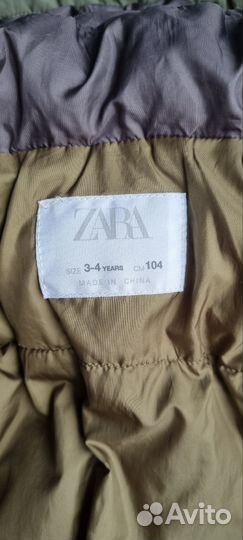 ZARA
SIZE 3-4 YEARS CM 104
MADE IN CHINA
Avito